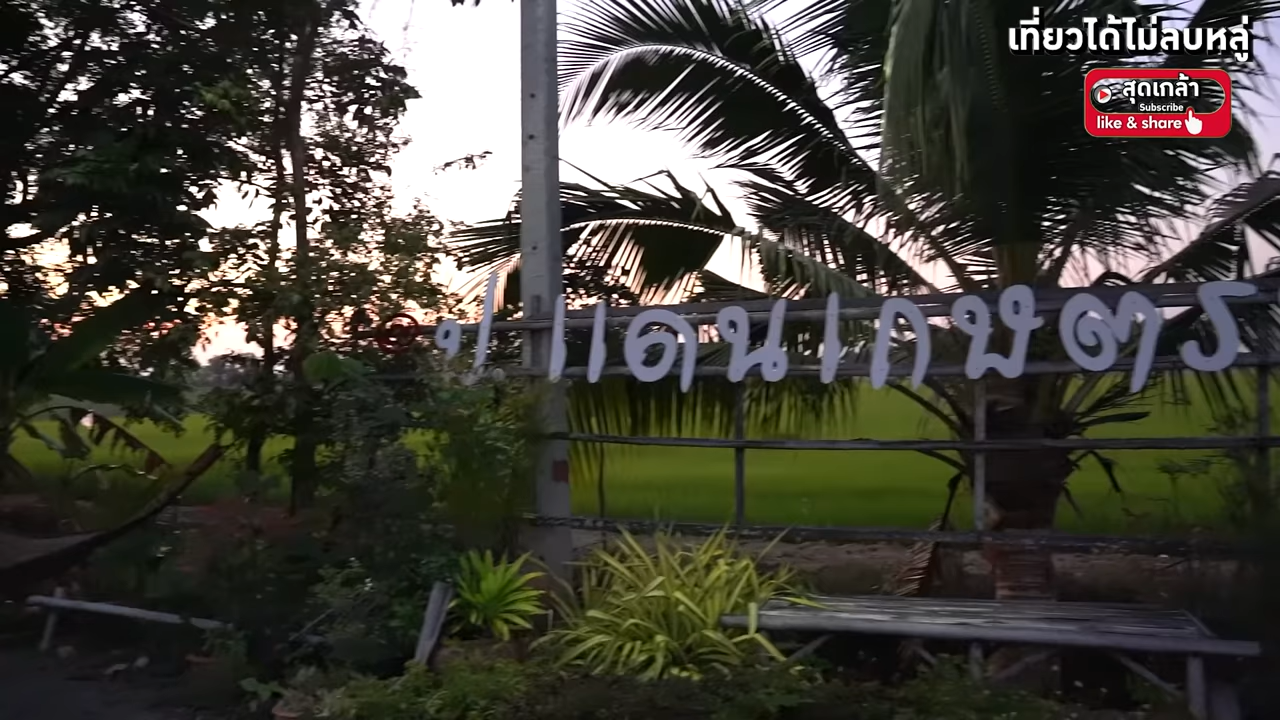 เที่ยวได้ไม่ลบหลู่
สุดเกล้า
Subscribe
like & share
แดนเกษตร